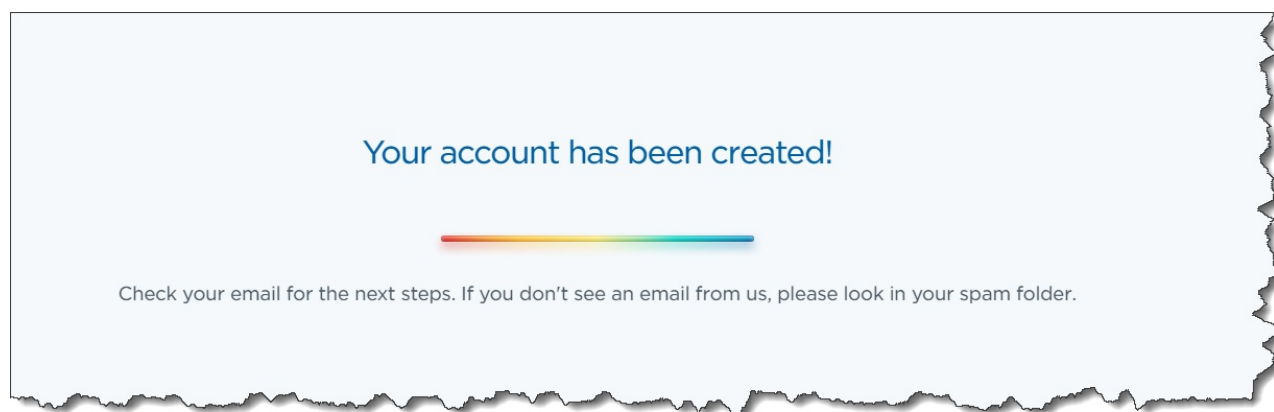 Your account has been created!
Check your email for the next steps. If you don't see an email from us, please look in your spam folder.